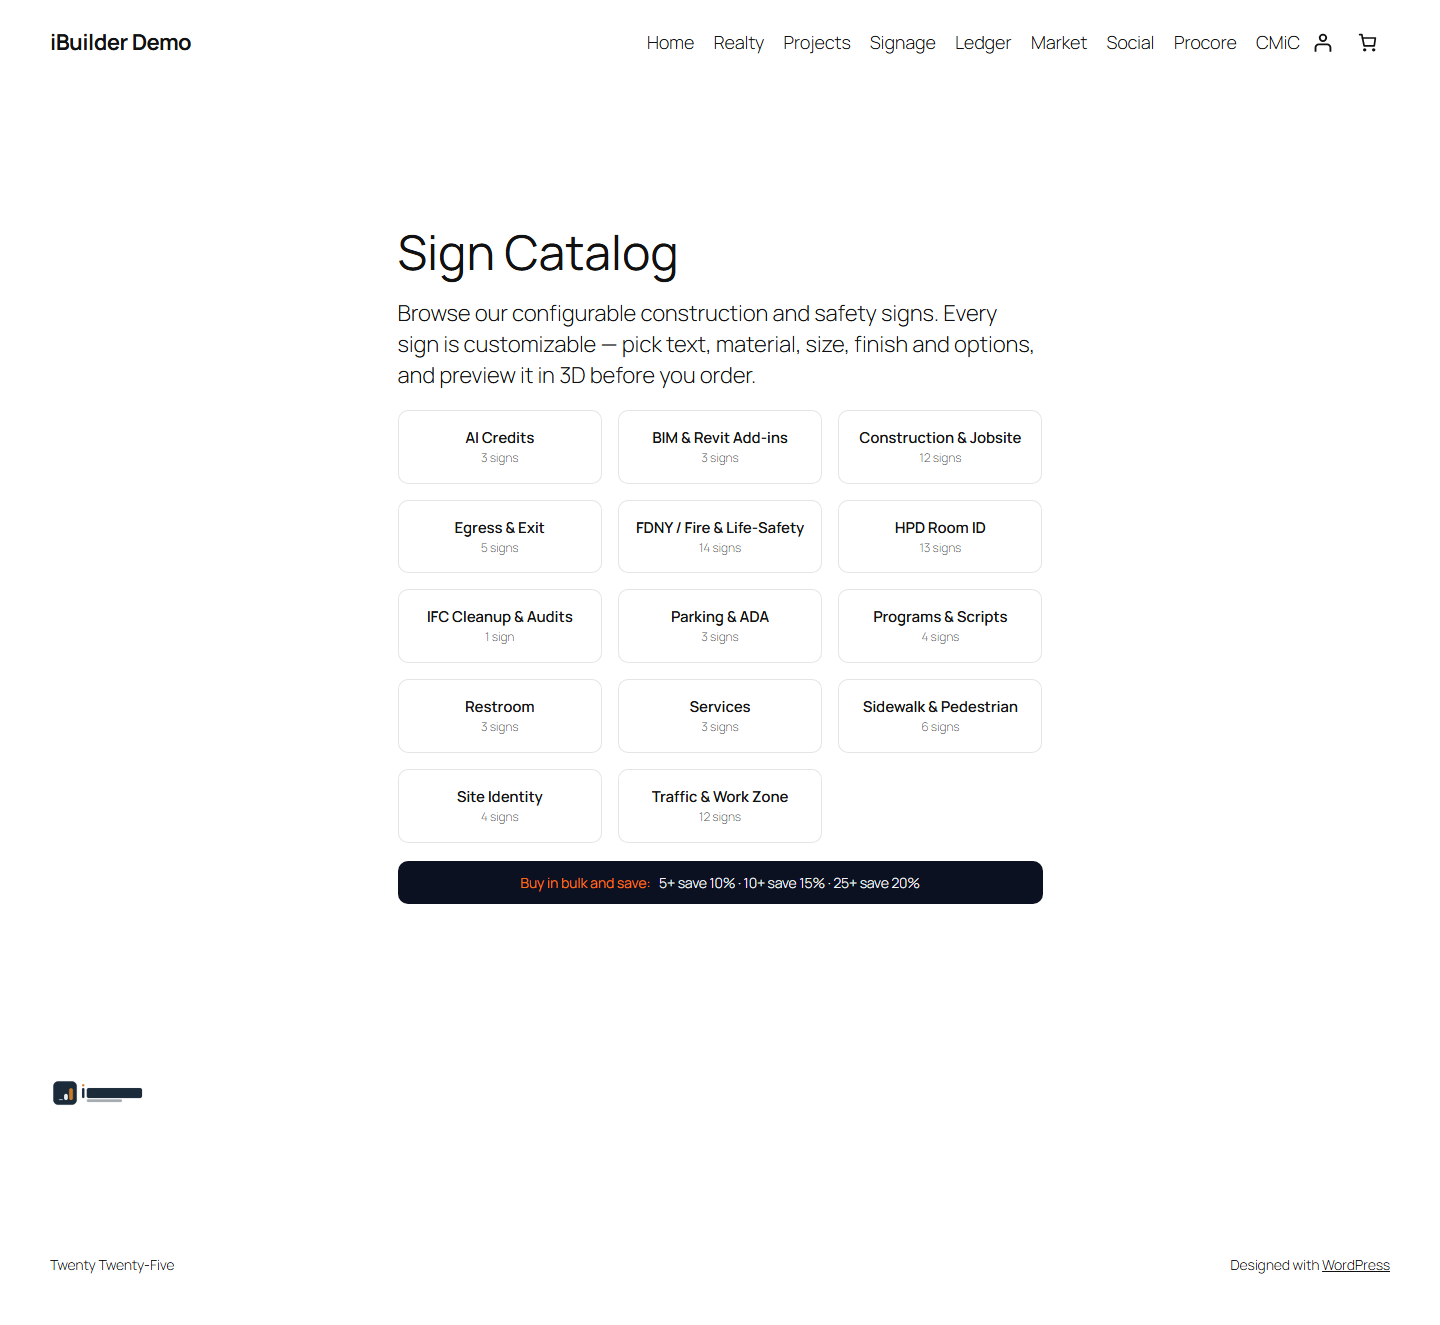 iBuilder Demo
Home Realty Projects Signage Ledger Market Social Procore CMiC
Sign Catalog
Browse our configurable construction and safety signs. Every
sign is customizable — pick text, material, size, finish and options,
and preview it in 3D before you order.
AI Credits
3 signs
BIM & Revit Add-ins
3 signs
Construction & Jobsite
12 signs
Egress & Exit
5 signs
FDNY / Fire & Life-Safety
14 signs
HPD Room ID
13 signs
IFC Cleanup & Audits
1 sign
Parking & ADA
3 signs
Programs & Scripts
4 signs
Restroom
3 signs
Services
3 signs
Sidewalk & Pedestrian
6 signs
Site Identity
4 signs
Traffic & Work Zone
12 signs
Buy in bulk and save: 5+ save 10% · 10+ save 15% · 25+ save 20%
i
Twenty Twenty-Five
Designed with WordPress